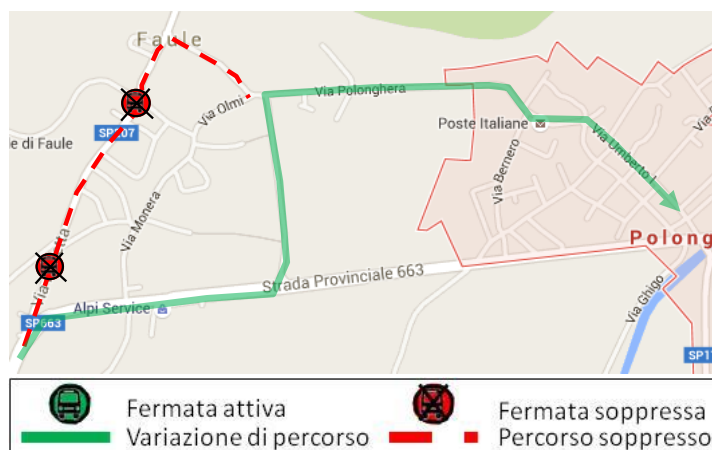 Faule
Via Polonghera
Via Olmi
Poste Italiane
e di Faule
Via Umberto I
Via Bernero
Via Monera
Polong
Strada Provinciale 663
Via Ghigo
Alpi Service
SP663
SP1
Fermata attiva
Fermata soppressa
Variazione di percorso
Percorso soppresso